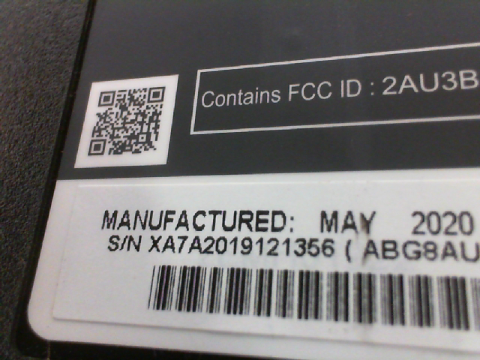 Contains FCC ID : 2AU3B
MANUFACTURED: MAY 2020
S/N XA7A2019121356 ( ABG8AU